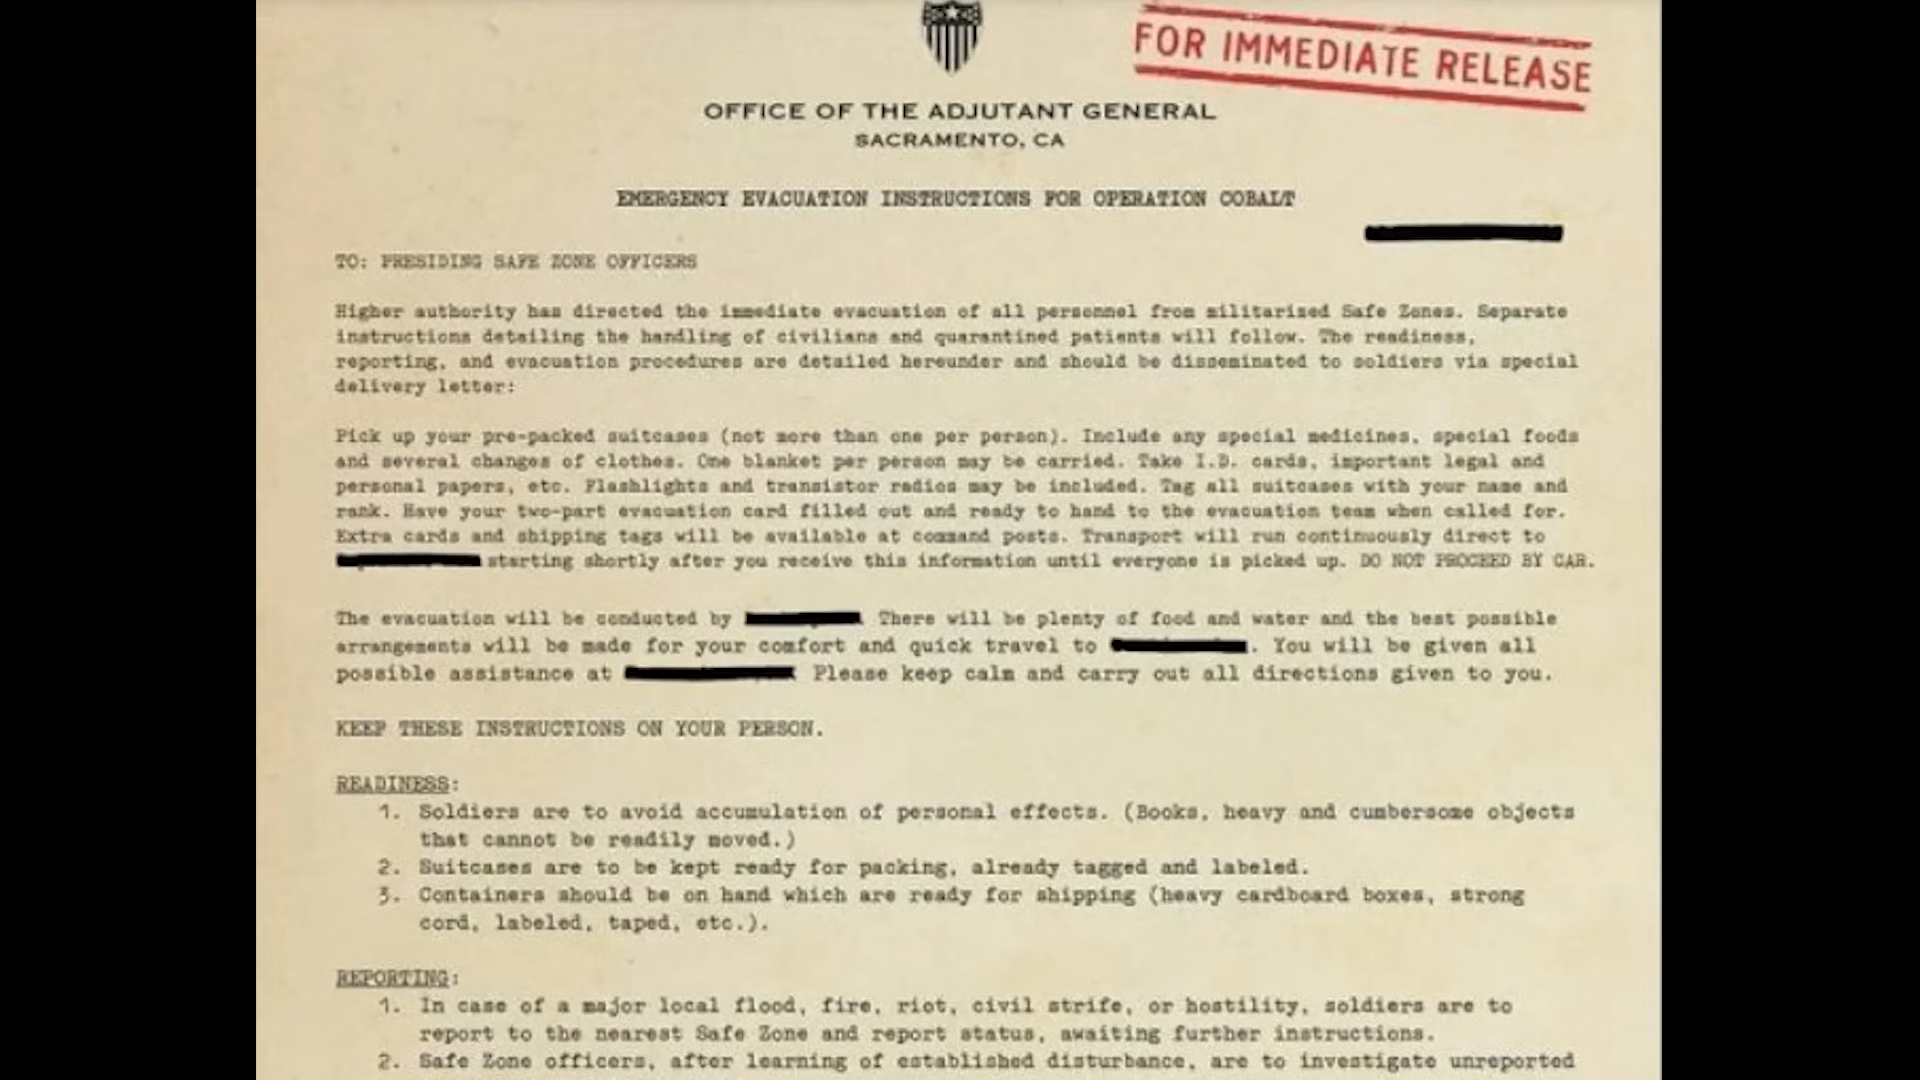 FOR IMMEDIATE RELEASE
OFFICE OF THE ADJUTANT GENERAL
SACRAMENTO, CA
EMERGENCY EVACUATION INSTRUCTIONS FOR OPERATION COBALT
TO: PRESIDING SAFE ZONE OFFICERS
Higher authority has directed the immediate evacuation of all personnel from militarized Safe Zones. Separate
instructions detailing the handling of civilians and quarantined patients will follow. The readiness,
reporting, and evacuation procedures are detailed hereunder and should be disseminated to soldiers via special
delivery letter:
Pick up your pre-packed suitcases (not more than one per person). Include any special medicines, special foods
and several changes of clothes. One blanket per person may be carried. Take I.D. cards, important legal and
personal papers, etc. Flashlights and transistor radios may be included. Tag all suitcases with your name and
rank. Have your two-part evacuation card filled out and ready to hand to the evacuation team when called for.
Extra cards and shipping tags will be available at command posts. Transport will run continuously direct to
starting shortly after you receive this information until everyone is picked up. DO NOT PROCEED BY CAR.
The evacuation will be conducted by There will be plenty of food and water and the best possible
arrangements will be made for your comfort and quick travel to . You will be given all
possible assistance at Please keep calm and carry out all directions given to you.
KEEP THESE INSTRUCTIONS ON YOUR PERSON.
READINESS:
1. Soldiers are to avoid accumulation of personal effects. (Books, heavy and cumbersome objects
that cannot be readily moved.)
2. Suitcases are to be kept ready for packing, already tagged and labeled.
3. Containers should be on hand which are ready for shipping (heavy cardboard boxes, strong
cord, labeled, taped, etc.).
REPORTING:
1. In case of a major local flood, fire, riot, civil strife, or hostility, soldiers are to
report to the nearest Safe Zone and report status, awaiting further instructions.
2. Safe Zone officers, after learning of established disturbance, are to investigate unreported